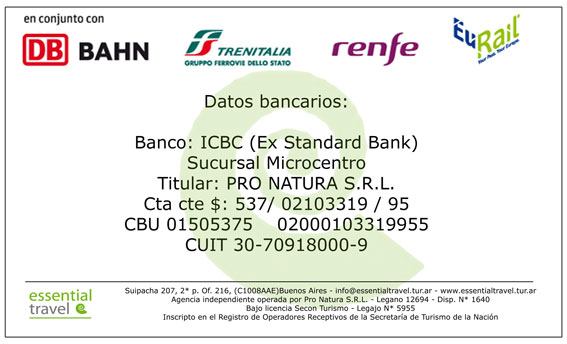 en conjunto con
DB BAHN
TRENITALIA
GRUPPO FERROVIE DELLO STATO
renfe
EuRail
Your Pass. Your Europe.
Datos bancarios:
Banco: ICBC (Ex Standard Bank)
Sucursal Microcentro
Titular: PRO NATURA S.R.L.
Cta cte $: 537/ 02103319 / 95
CBU 01505375 02000103319955
CUIT 30-70918000-9
essential
travel
Suipacha 207, 2* p. Of. 216, (C1008AAE)Buenos Aires - info@essentialtravel.tur.ar - www.essentialtravel.tur.ar
Agencia independiente operada por Pro Natura S.R.L. - Legano 12694 - Disp. N* 1640
Bajo licencia Secon Turismo - Legajo N* 5955
Inscripto en el Registro de Operadores Receptivos de la Secretaría de Turismo de la Nación